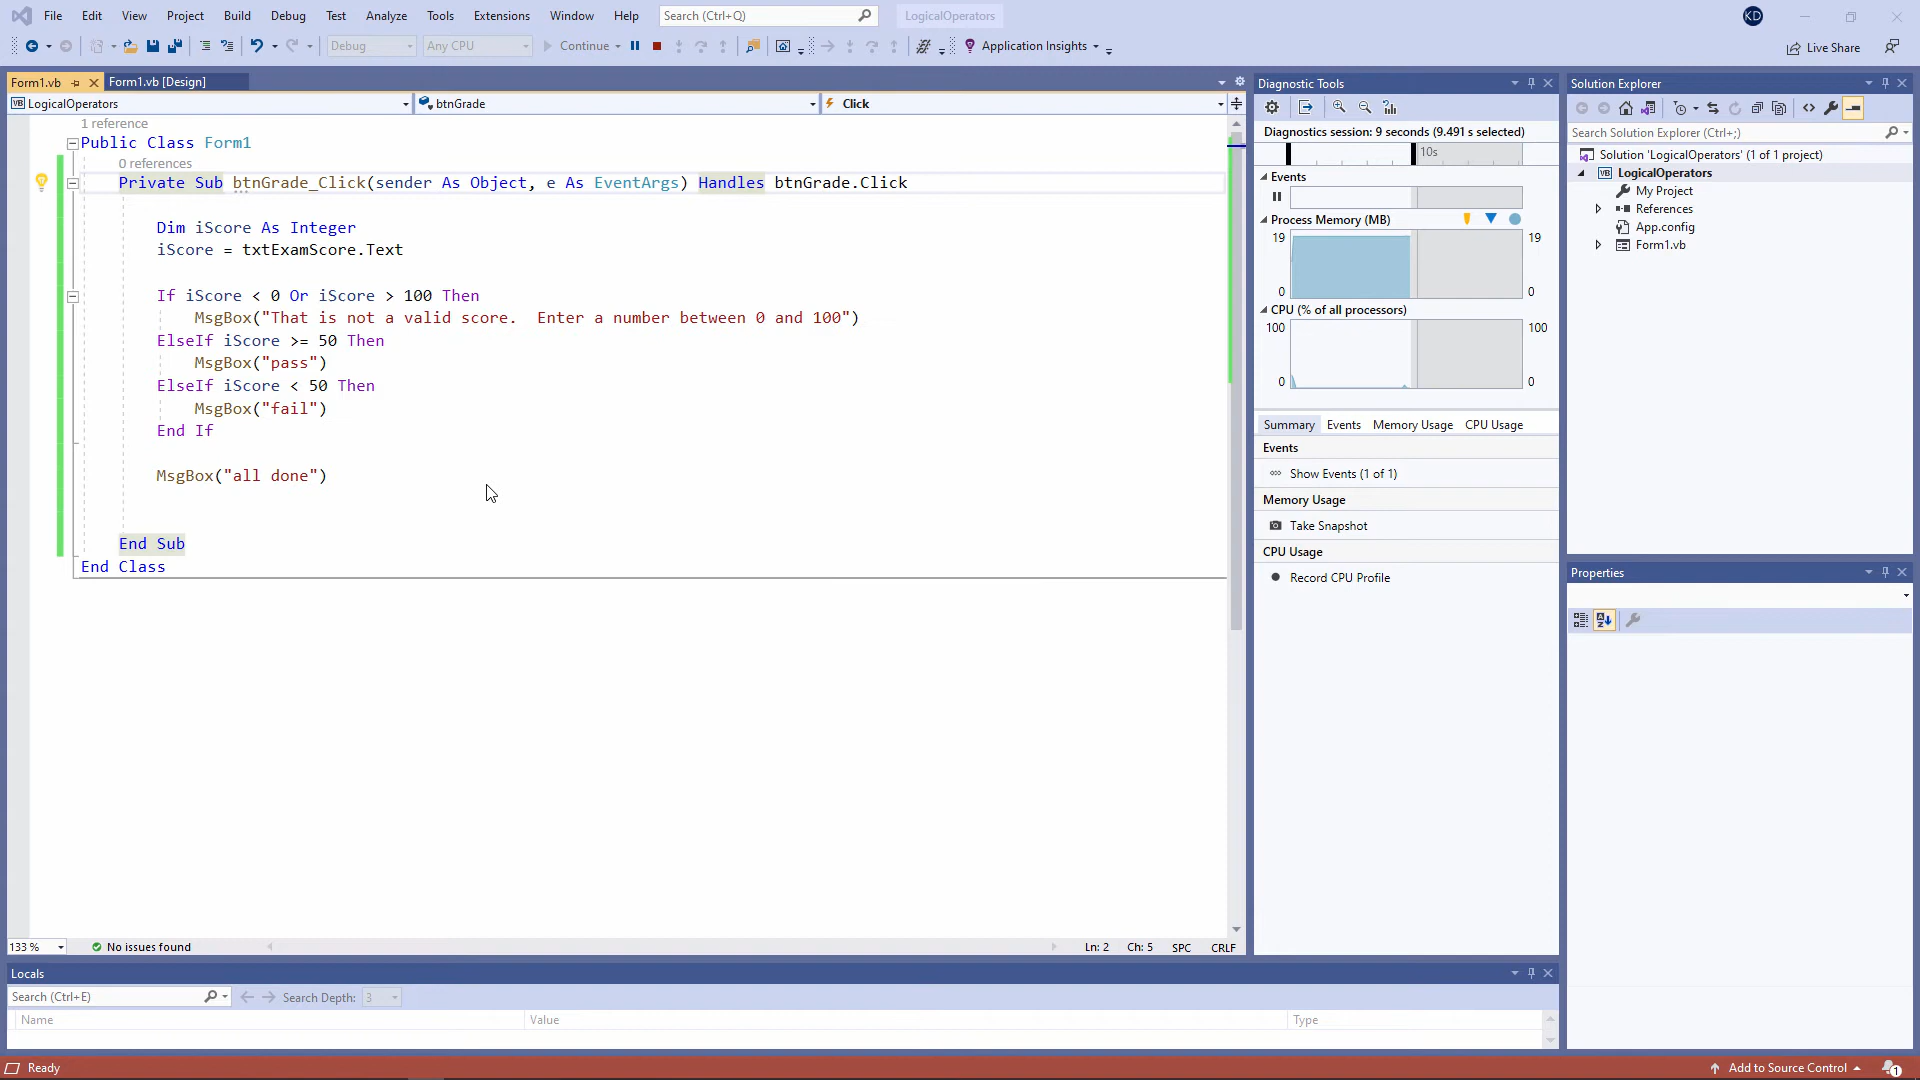 File Edit View Project Build Debug Test Analyze Tools Extensions Window Help Search (Ctrl+Q) LogicalOperators KD
Debug Any CPU Continue Application Insights Live Share
Form1.vb Form1.vb [Design]
VB LogicalOperators btnGrade Click
1 reference
Public Class Form1
0 references
Private Sub btnGrade_Click(sender As Object, e As EventArgs) Handles btnGrade.Click
Dim iScore As Integer
iScore = txtExamScore.Text
If iScore < 0 Or iScore > 100 Then
MsgBox("That is not a valid score.  Enter a number between 0 and 100")
ElseIf iScore >= 50 Then
MsgBox("pass")
ElseIf iScore < 50 Then
MsgBox("fail")
End If
MsgBox("all done")
End Sub
End Class
133 % No issues found Ln: 2 Ch: 5 SPC CRLF
Diagnostic Tools
Diagnostics session: 9 seconds (9.491 s selected)
10s
Events
Process Memory (MB)
19 19
0 0
CPU (% of all processors)
100 100
0 0
Summary Events Memory Usage CPU Usage
Events
Show Events (1 of 1)
Memory Usage
Take Snapshot
CPU Usage
Record CPU Profile
Solution Explorer
Search Solution Explorer (Ctrl+;)
Solution 'LogicalOperators' (1 of 1 project)
VB LogicalOperators
My Project
References
App.config
Form1.vb
Properties
Locals
Search (Ctrl+E) Search Depth: 3
Name Value Type
Ready Add to Source Control 1